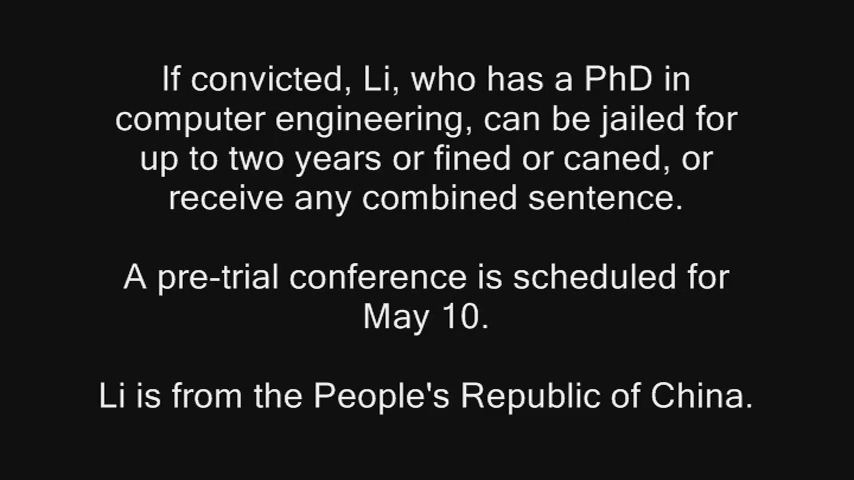 If convicted, Li, who has a PhD in
computer engineering, can be jailed for
up to two years or fined or caned, or
receive any combined sentence.
A pre-trial conference is scheduled for
May 10.
Li is from the People's Republic of China.